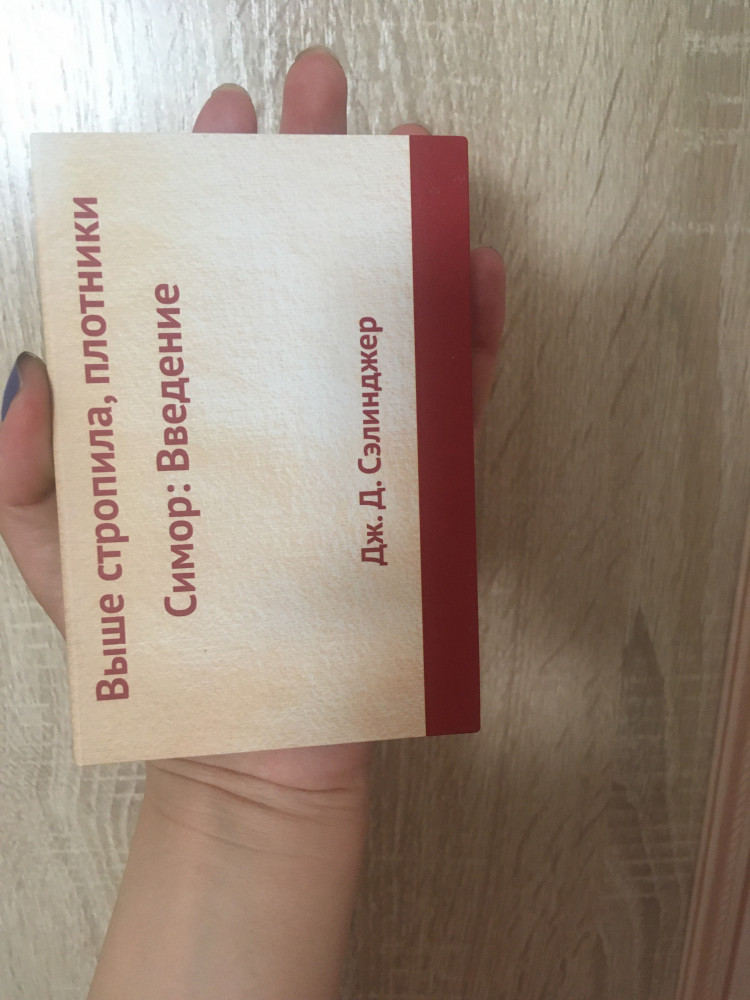 Выше стропила, плотники
Симор: Введение
Дж. Д. Сэлинджер